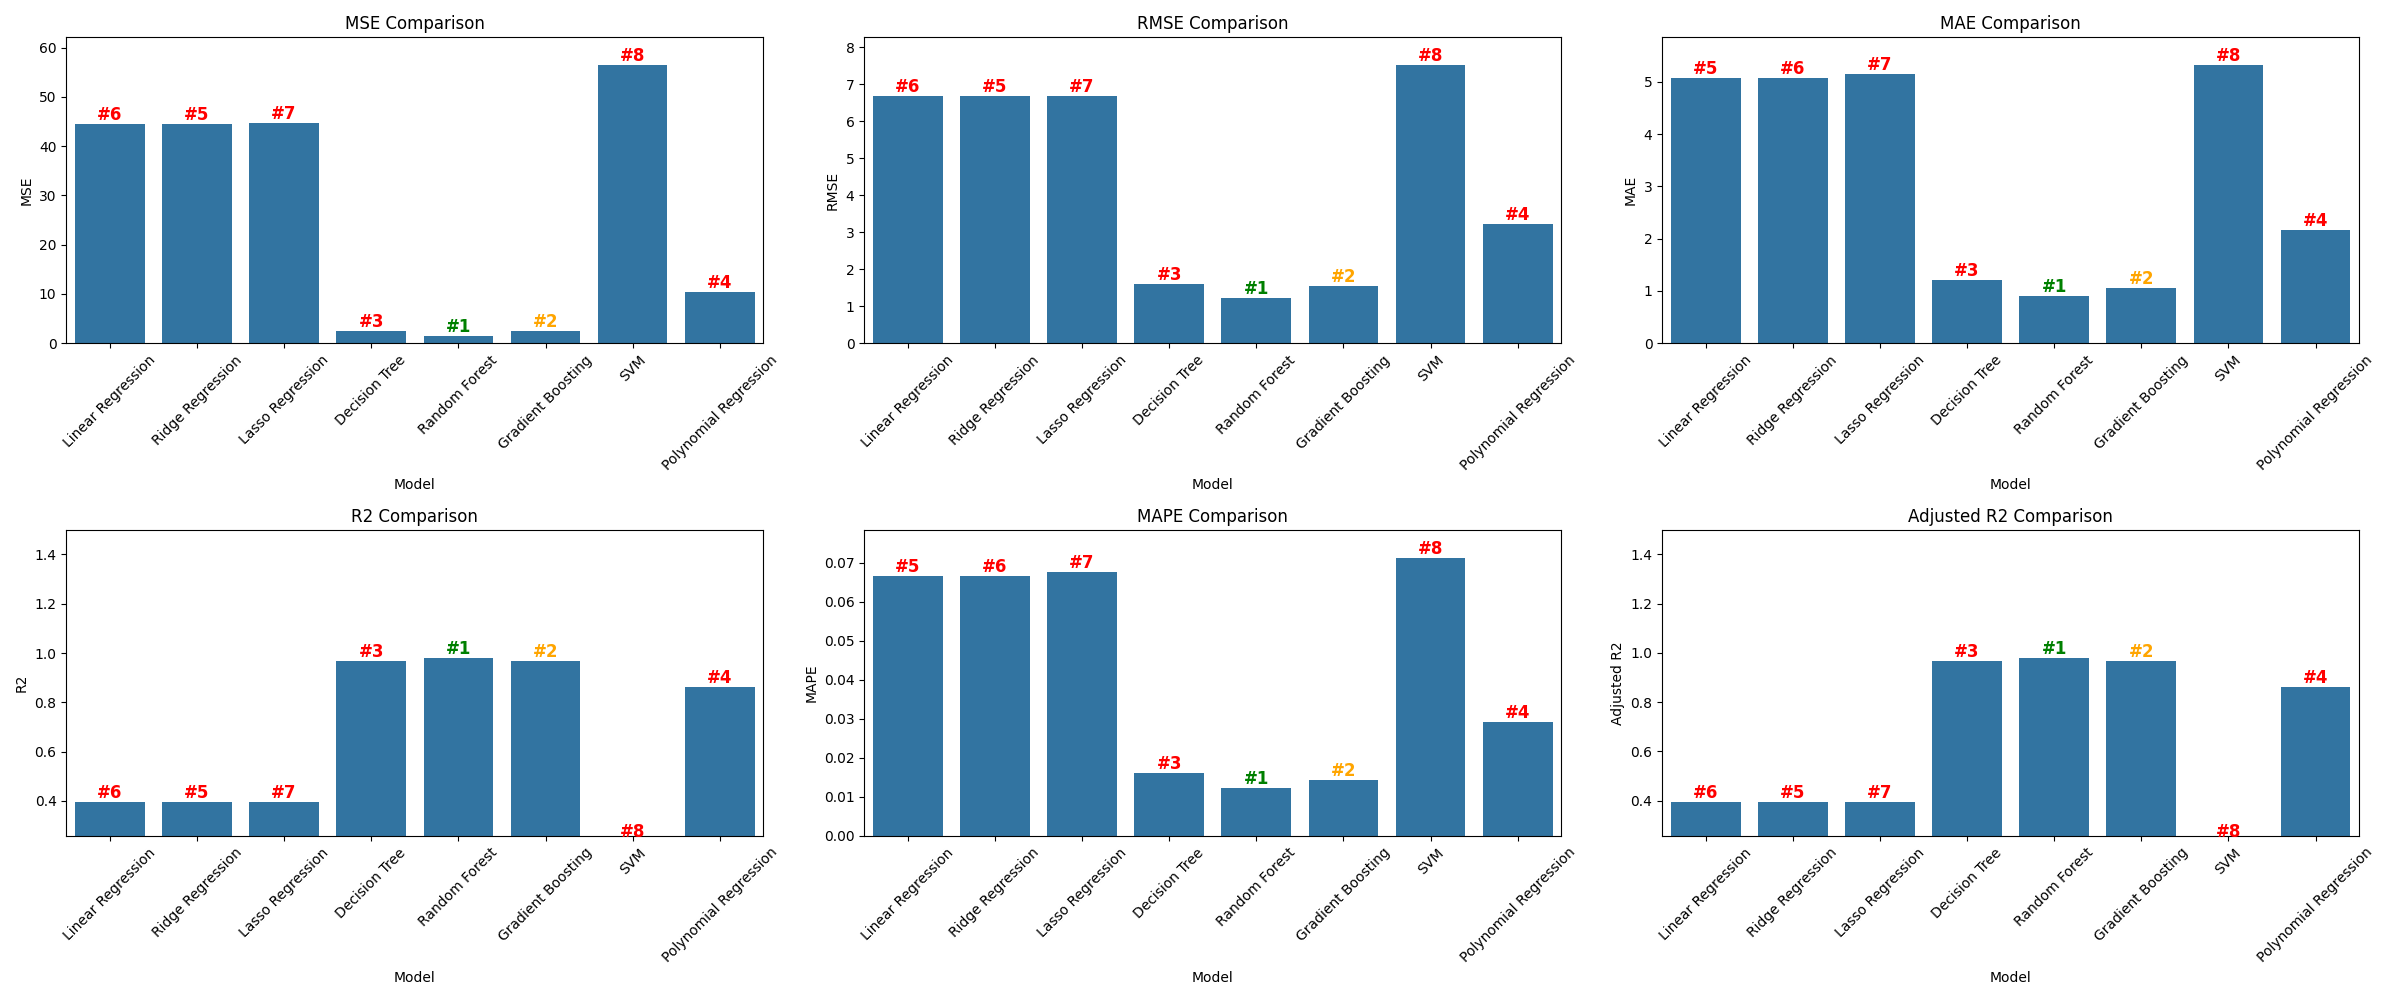 MSE Comparison
MSE
60
50
40
30
20
10
0
#6
#5
#7
#3
#1
#2
#8
#4
Linear Regression
Ridge Regression
Lasso Regression
Decision Tree
Random Forest
Gradient Boosting
SVM
Polynomial Regression
Model
RMSE Comparison
RMSE
8
7
6
5
4
3
2
1
0
#6
#5
#7
#3
#1
#2
#8
#4
Linear Regression
Ridge Regression
Lasso Regression
Decision Tree
Random Forest
Gradient Boosting
SVM
Polynomial Regression
Model
MAE Comparison
MAE
5
4
3
2
1
0
#5
#6
#7
#3
#1
#2
#8
#4
Linear Regression
Ridge Regression
Lasso Regression
Decision Tree
Random Forest
Gradient Boosting
SVM
Polynomial Regression
Model
R2 Comparison
R2
1.4
1.2
1.0
0.8
0.6
0.4
#6
#5
#7
#3
#1
#2
#8
#4
Linear Regression
Ridge Regression
Lasso Regression
Decision Tree
Random Forest
Gradient Boosting
SVM
Polynomial Regression
Model
MAPE Comparison
MAPE
0.07
0.06
0.05
0.04
0.03
0.02
0.01
0.00
#5
#6
#7
#3
#1
#2
#8
#4
Linear Regression
Ridge Regression
Lasso Regression
Decision Tree
Random Forest
Gradient Boosting
SVM
Polynomial Regression
Model
Adjusted R2 Comparison
Adjusted R2
1.4
1.2
1.0
0.8
0.6
0.4
#6
#5
#7
#3
#1
#2
#8
#4
Linear Regression
Ridge Regression
Lasso Regression
Decision Tree
Random Forest
Gradient Boosting
SVM
Polynomial Regression
Model